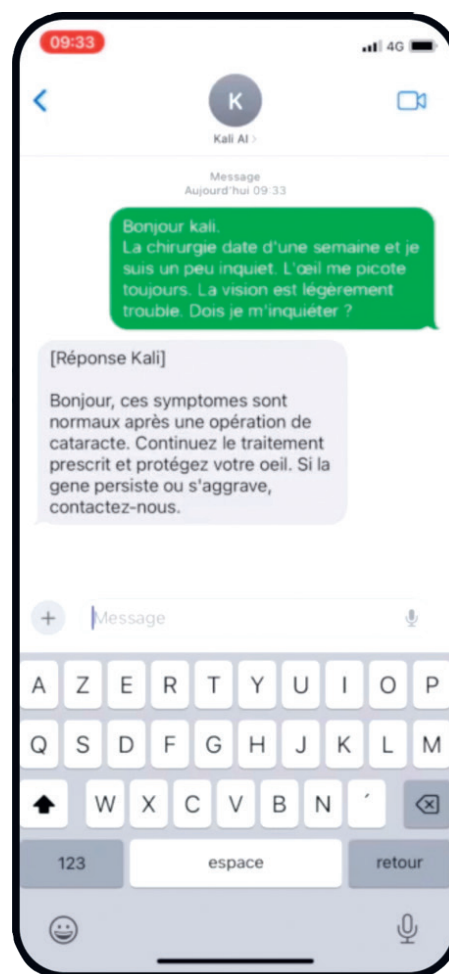 09:33
4G
K
Kali AI >
Message
Aujourd'hui 09:33
Bonjour kali.
La chirurgie date d'une semaine et je
suis un peu inquiet. L'œil me picote
toujours. La vision est légèrement
trouble. Dois je m'inquiéter ?
[Réponse Kali]
Bonjour, ces symptomes sont
normaux après une opération de
cataracte. Continuez le traitement
prescrit et protégez votre oeil. Si la
gene persiste ou s'aggrave,
contactez-nous.
Message
A Z E R T Y U I O P
Q S D F G H J K L M
W X C V B N ´
123 espace retour